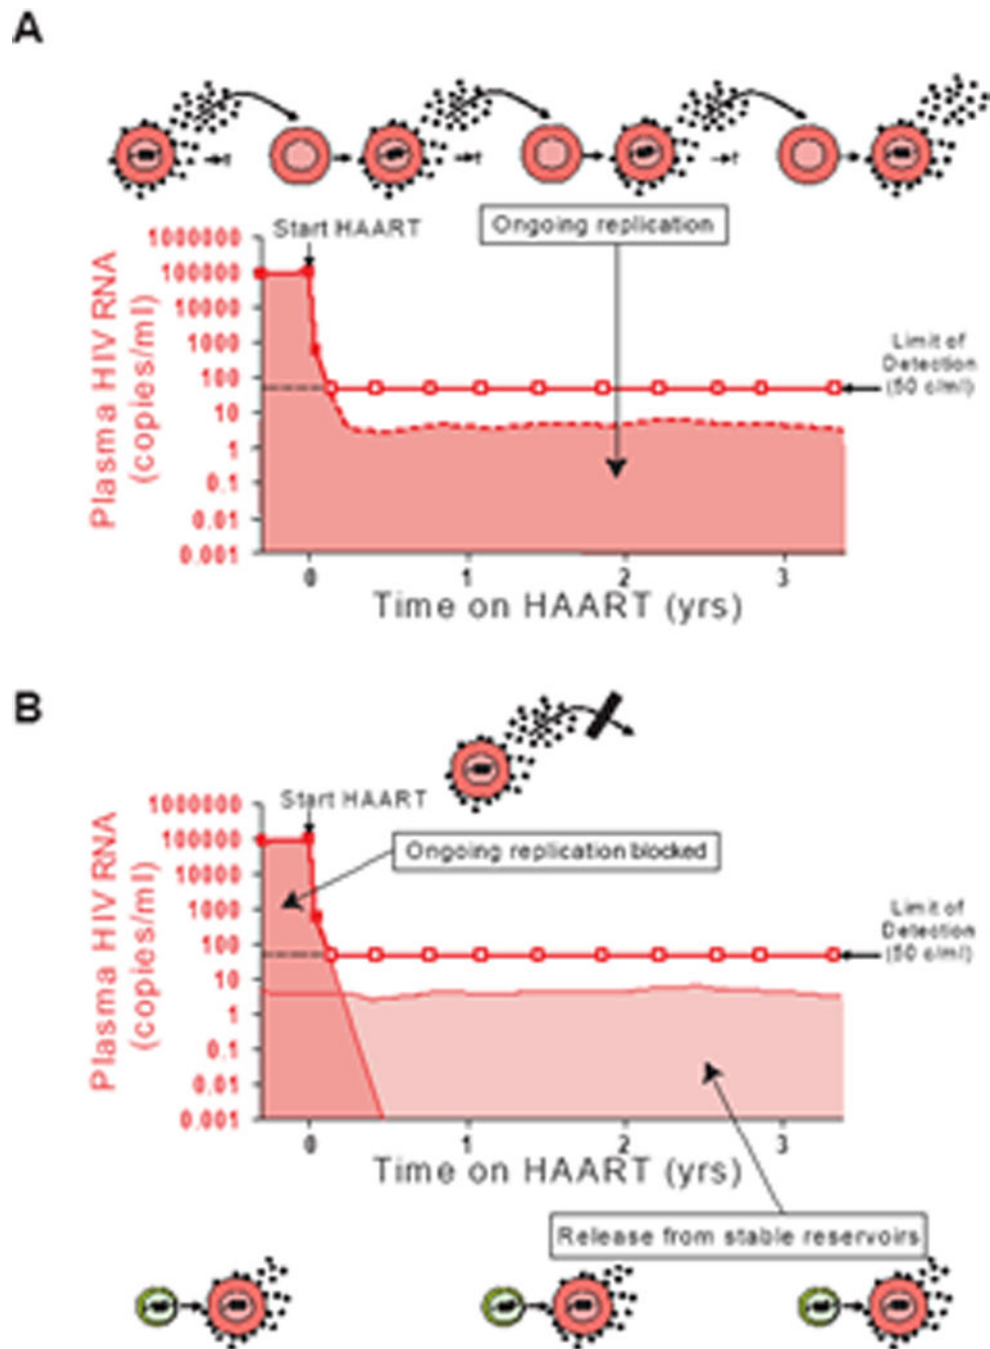 A
Start HAART
Ongoing replication
Plasma HIV RNA
(copies/ml)
1000000
100000
10000
1000
100
10
1
0.1
0.01
0.001
Limit of
Detection
(50 c/ml)
0 1 2 3
Time on HAART (yrs)
B
Start HAART
Ongoing replication blocked
Plasma HIV RNA
(copies/ml)
1000000
100000
10000
1000
100
10
1
0.1
0.01
0.001
Limit of
Detection
(50 c/ml)
0 1 2 3
Time on HAART (yrs)
Release from stable reservoirs